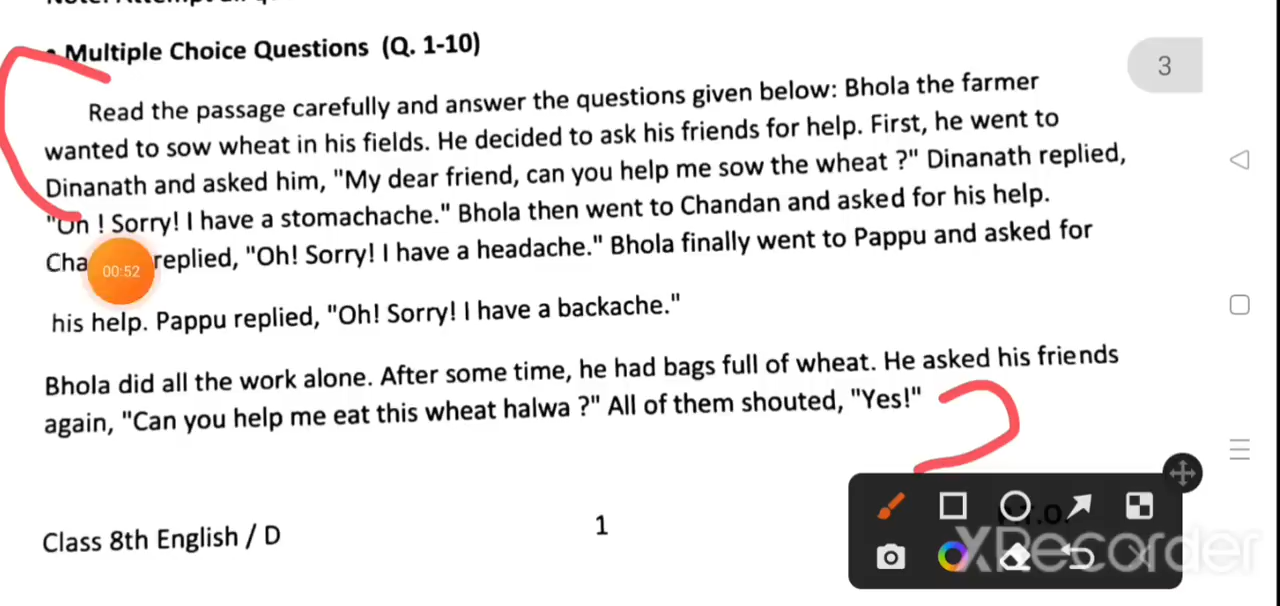 Multiple Choice Questions (Q. 1-10)
3
Read the passage carefully and answer the questions given below: Bhola the farmer
wanted to sow wheat in his fields. He decided to ask his friends for help. First, he went to
Dinanath and asked him, "My dear friend, can you help me sow the wheat ?" Dinanath replied,
"Oh ! Sorry! I have a stomachache." Bhola then went to Chandan and asked for his help.
Cha replied, "Oh! Sorry! I have a headache." Bhola finally went to Pappu and asked for
00:52
his help. Pappu replied, "Oh! Sorry! I have a backache."
Bhola did all the work alone. After some time, he had bags full of wheat. He asked his friends
again, "Can you help me eat this wheat halwa ?" All of them shouted, "Yes!"
Class 8th English / D
1
P.T.O.
XRecorder